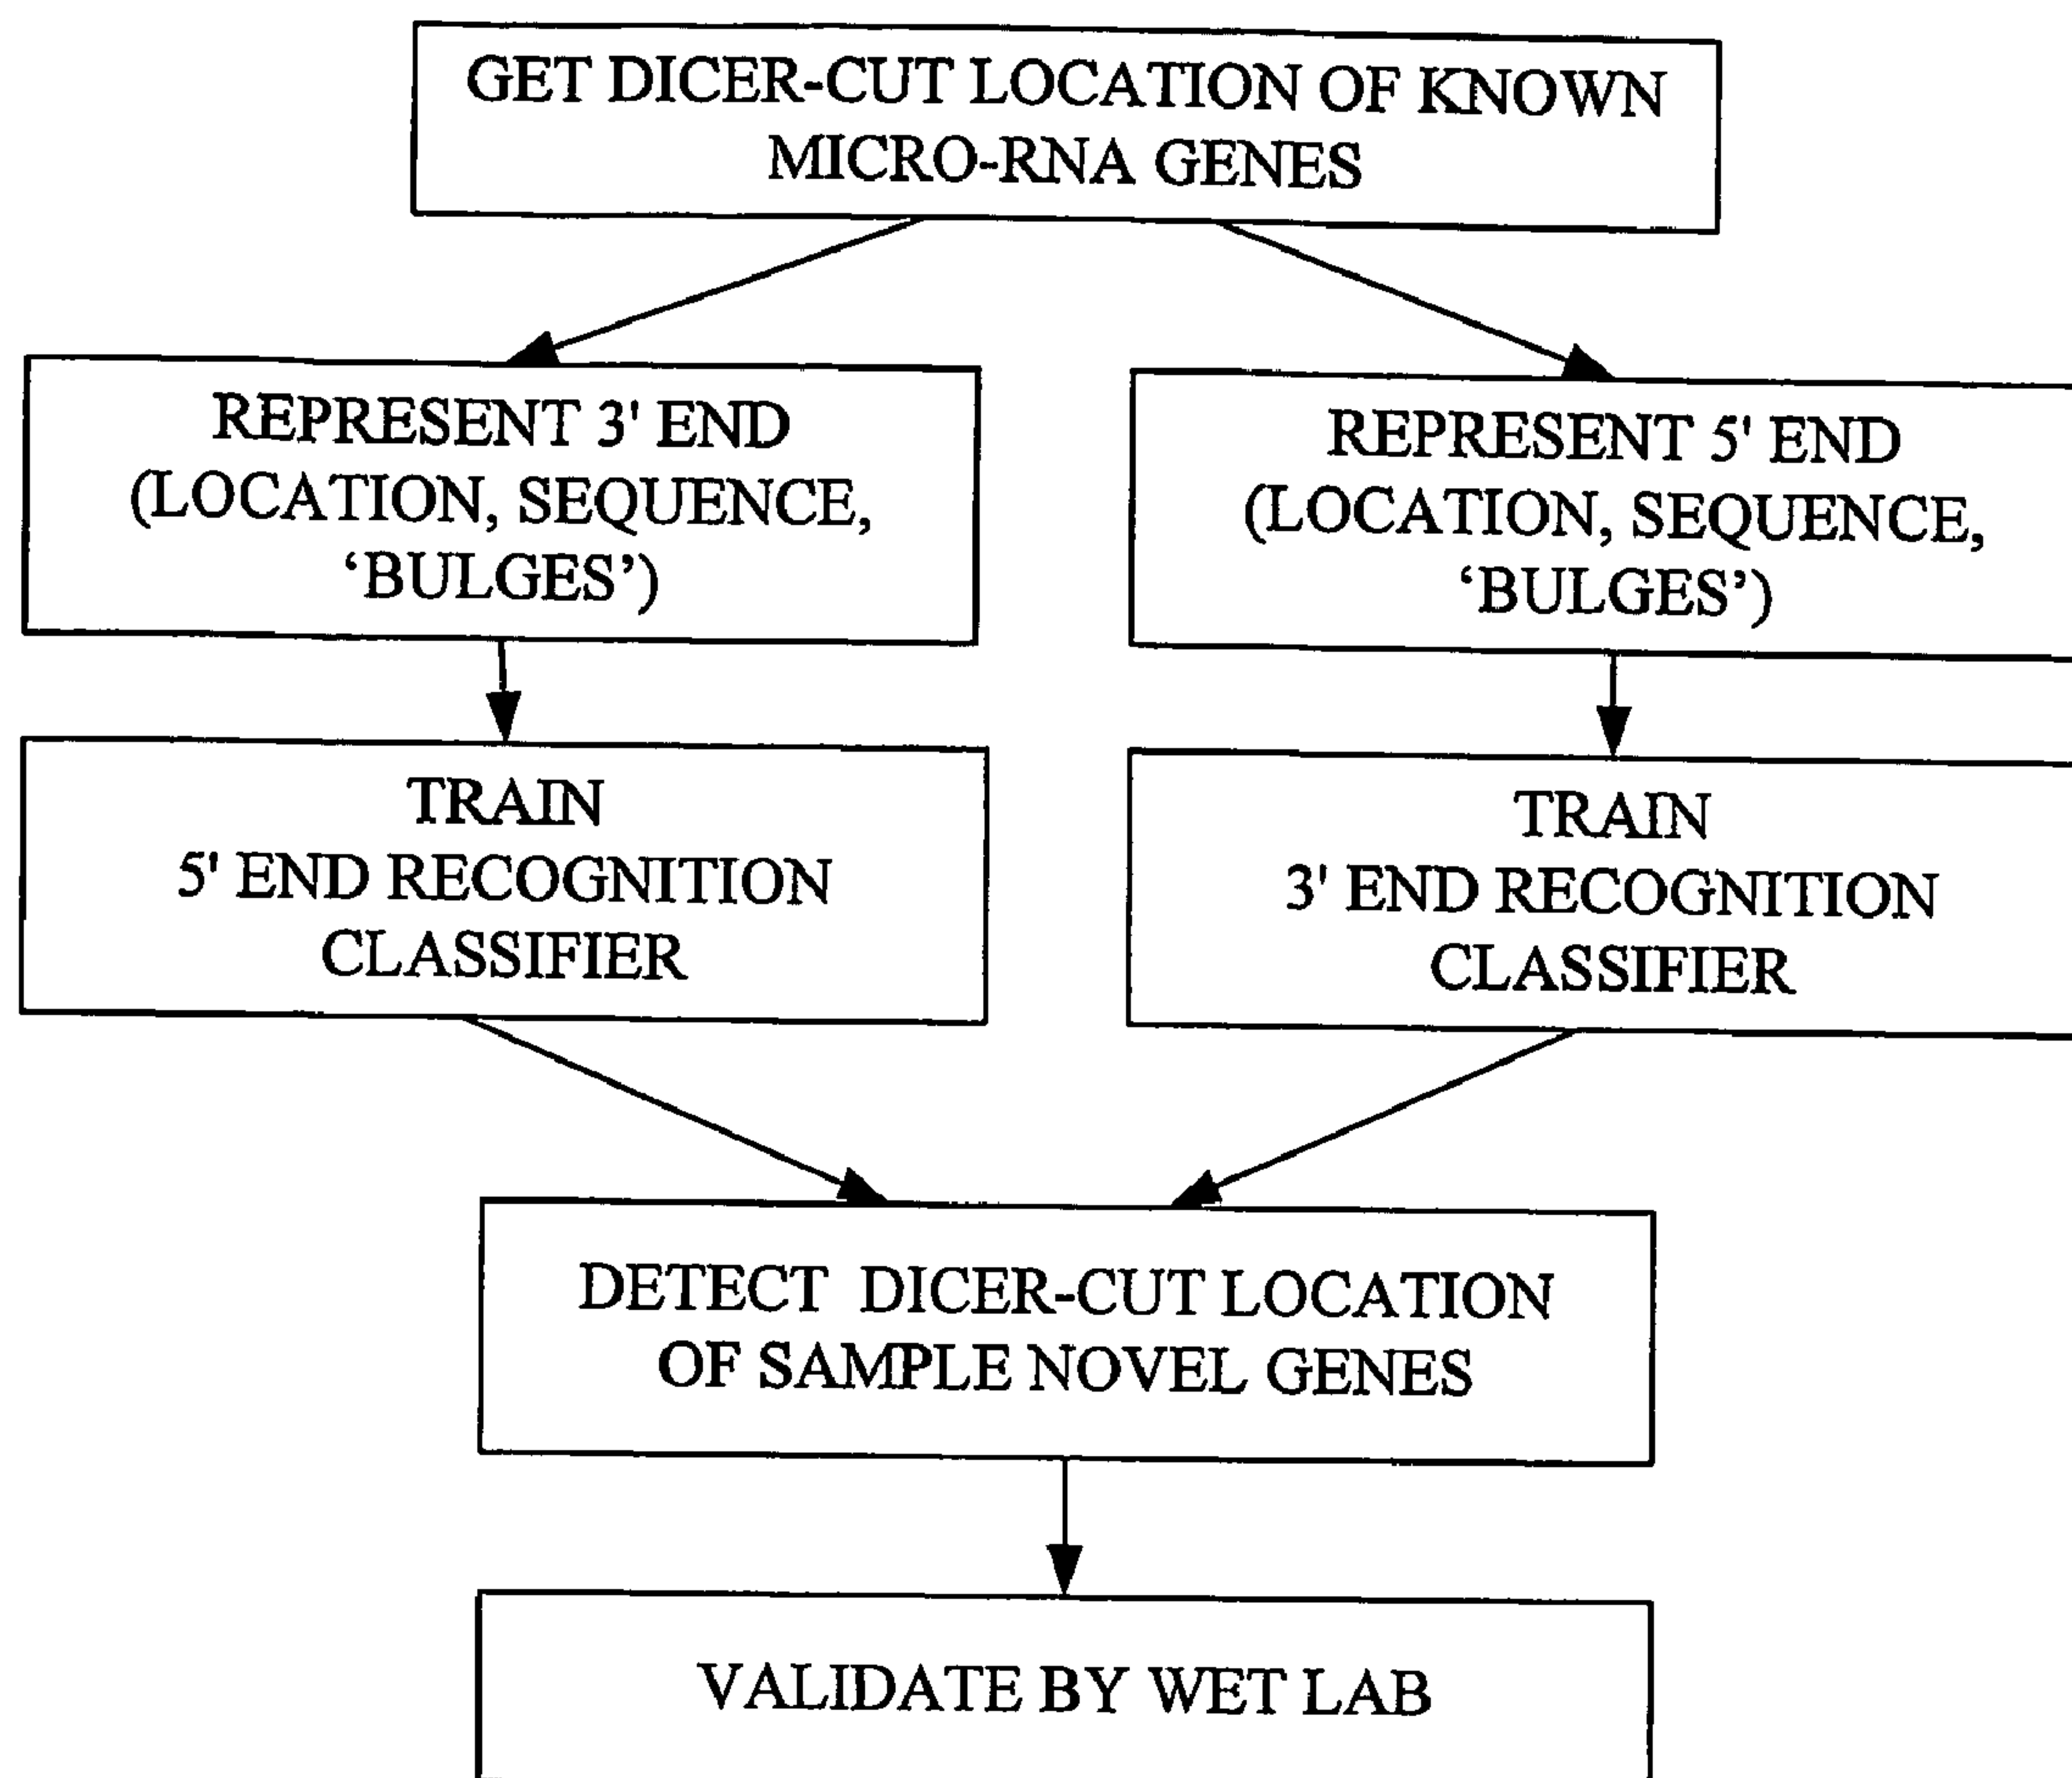 GET DICER-CUT LOCATION OF KNOWN
MICRO-RNA GENES
REPRESENT 3' END
(LOCATION, SEQUENCE,
‘BULGES’)
REPRESENT 5' END
(LOCATION, SEQUENCE,
‘BULGES’)
TRAIN
5' END RECOGNITION
CLASSIFIER
TRAIN
3' END RECOGNITION
CLASSIFIER
DETECT DICER-CUT LOCATION
OF SAMPLE NOVEL GENES
VALIDATE BY WET LAB